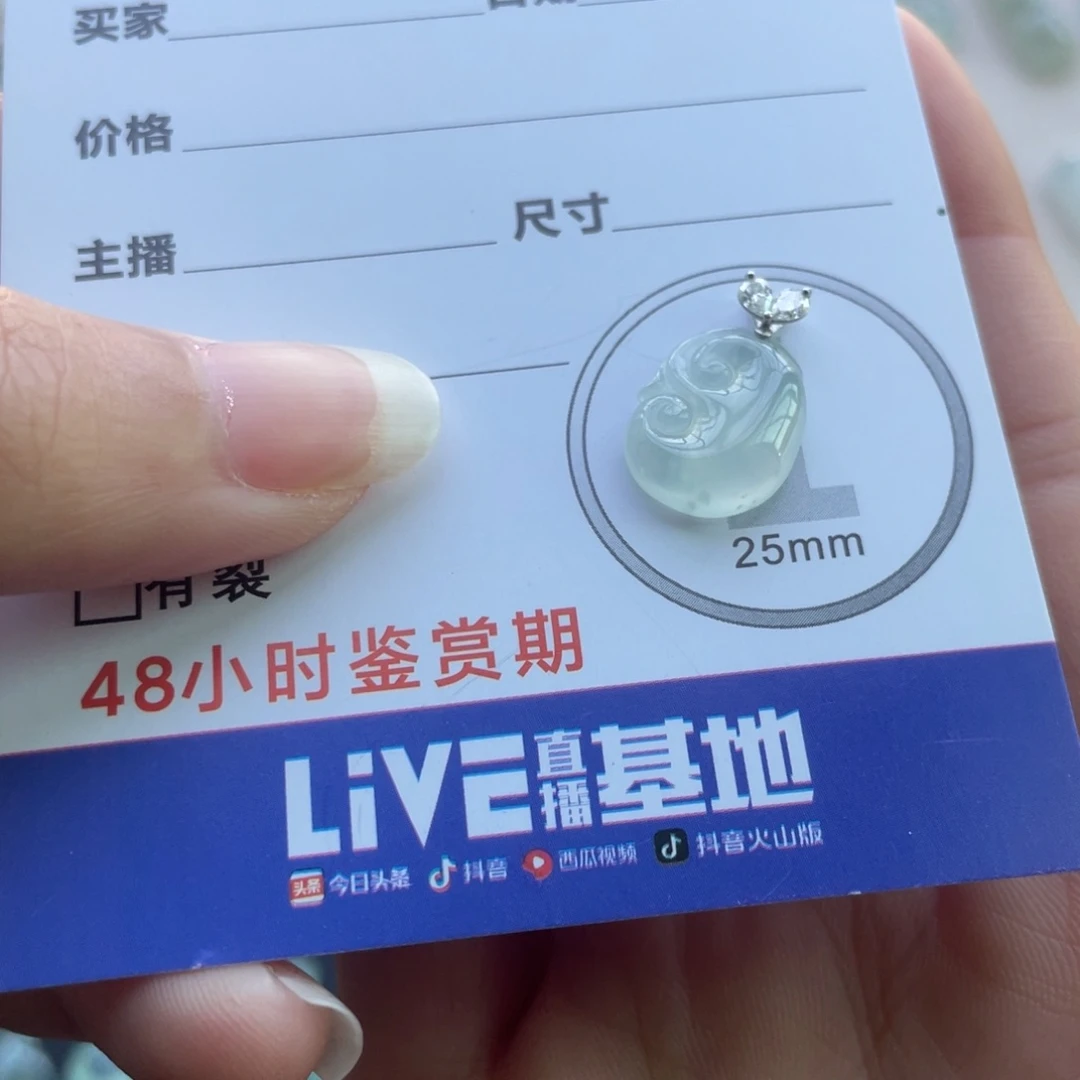 买家
价格
主播 尺寸
25mm
有裂
48小时鉴赏期
LiVE直播基地
头条 今日头条 抖音 西瓜视频 抖音火山版